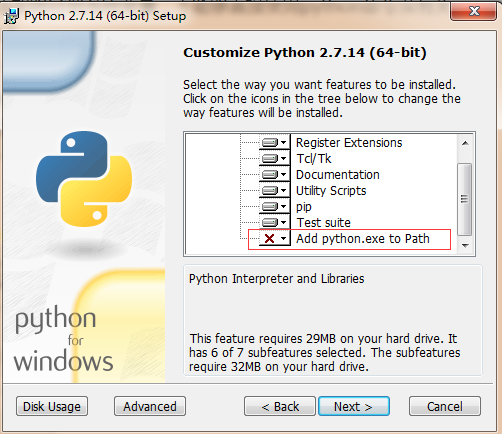 Python 2.7.14 (64-bit) Setup
Customize Python 2.7.14 (64-bit)
Select the way you want features to be installed.
Click on the icons in the tree below to change the
way features will be installed.
Register Extensions
Tcl/Tk
Documentation
Utility Scripts
pip
Test suite
Add python.exe to Path
Python Interpreter and Libraries
This feature requires 29MB on your hard drive. It
has 6 of 7 subfeatures selected. The subfeatures
require 32MB on your hard drive.
python
for
windows
Disk Usage
Advanced
< Back
Next >
Cancel